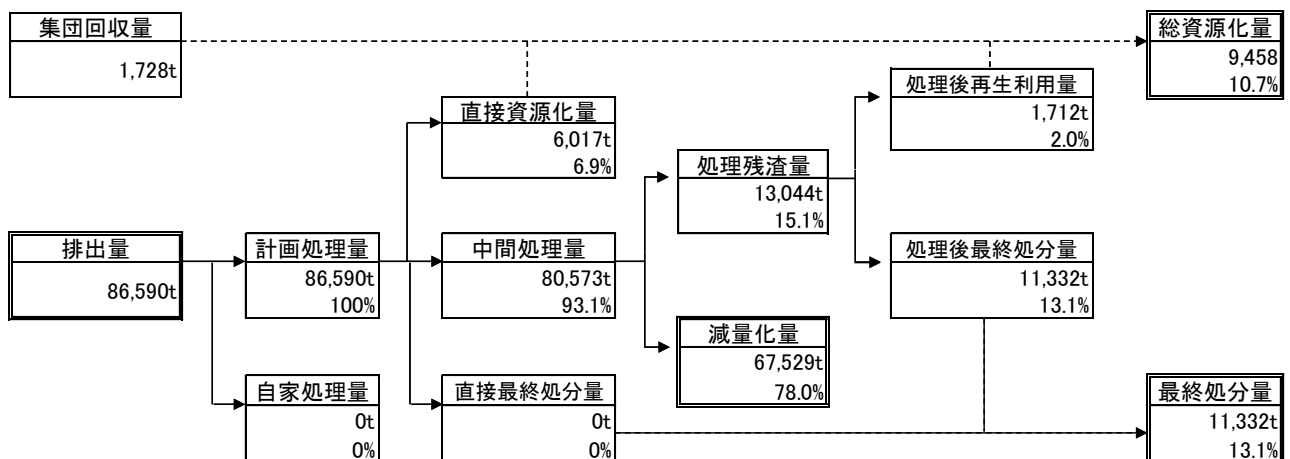 集団回収量
1,728t
総資源化量
9,458
10.7%
処理後再生利用量
1,712t
2.0%
直接資源化量
6,017t
6.9%
処理残渣量
13,044t
15.1%
排出量
86,590t
計画処理量
86,590t
100%
中間処理量
80,573t
93.1%
処理後最終処分量
11,332t
13.1%
減量化量
67,529t
78.0%
自家処理量
0t
0%
直接最終処分量
0t
0%
最終処分量
11,332t
13.1%